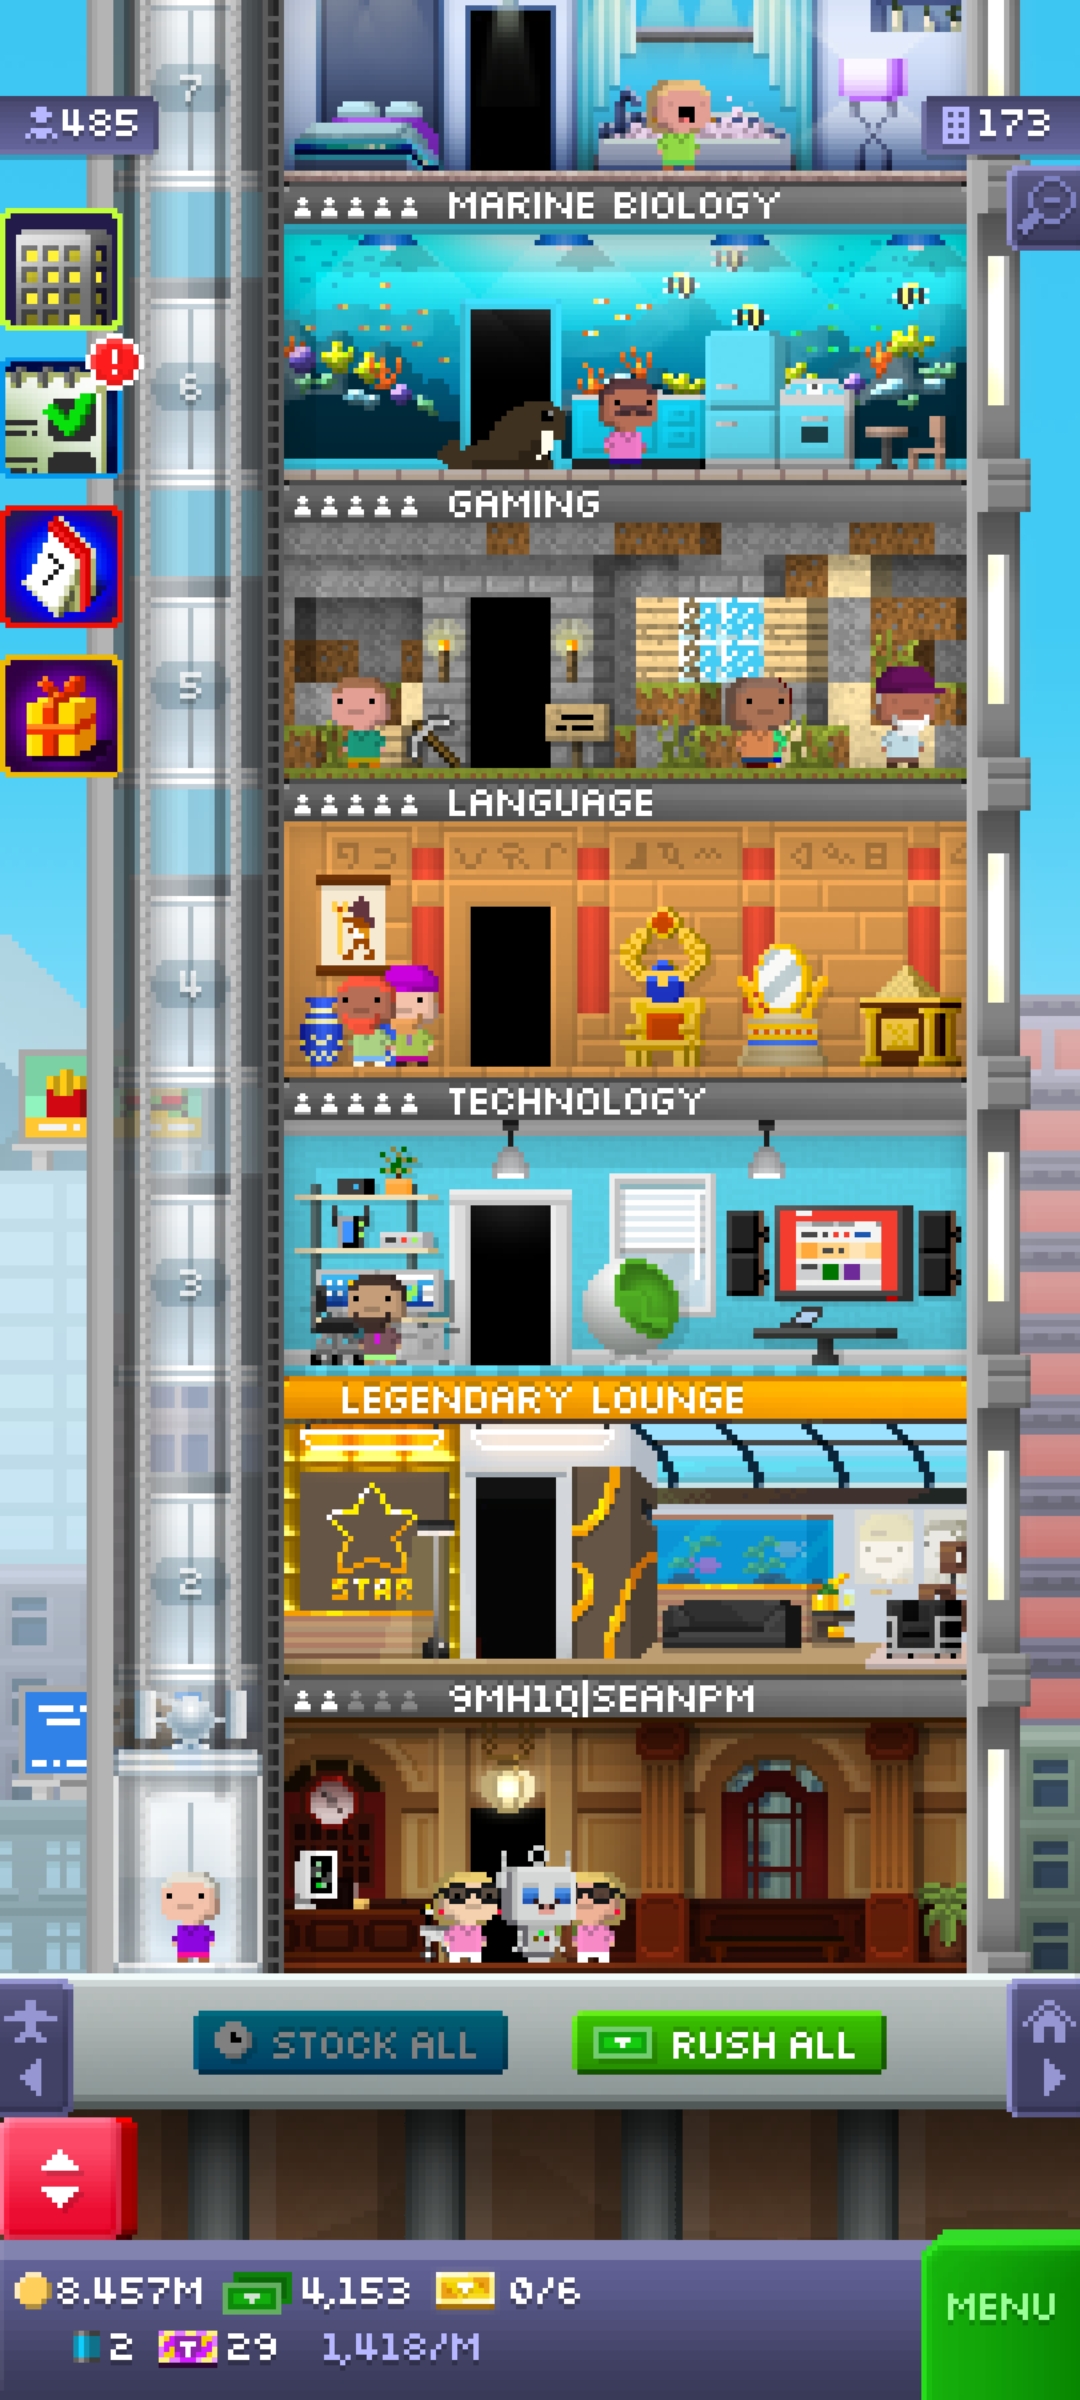 7
485
173
MARINE BIOLOGY
6
GAMING
7
5
LANGUAGE
4
TECHNOLOGY
3
LEGENDARY LOUNGE
STAR
2
9MH1Q|SEANPM
STOCK ALL
RUSH ALL
8.457M 4,153 0/6
MENU
2 29 1,418/M